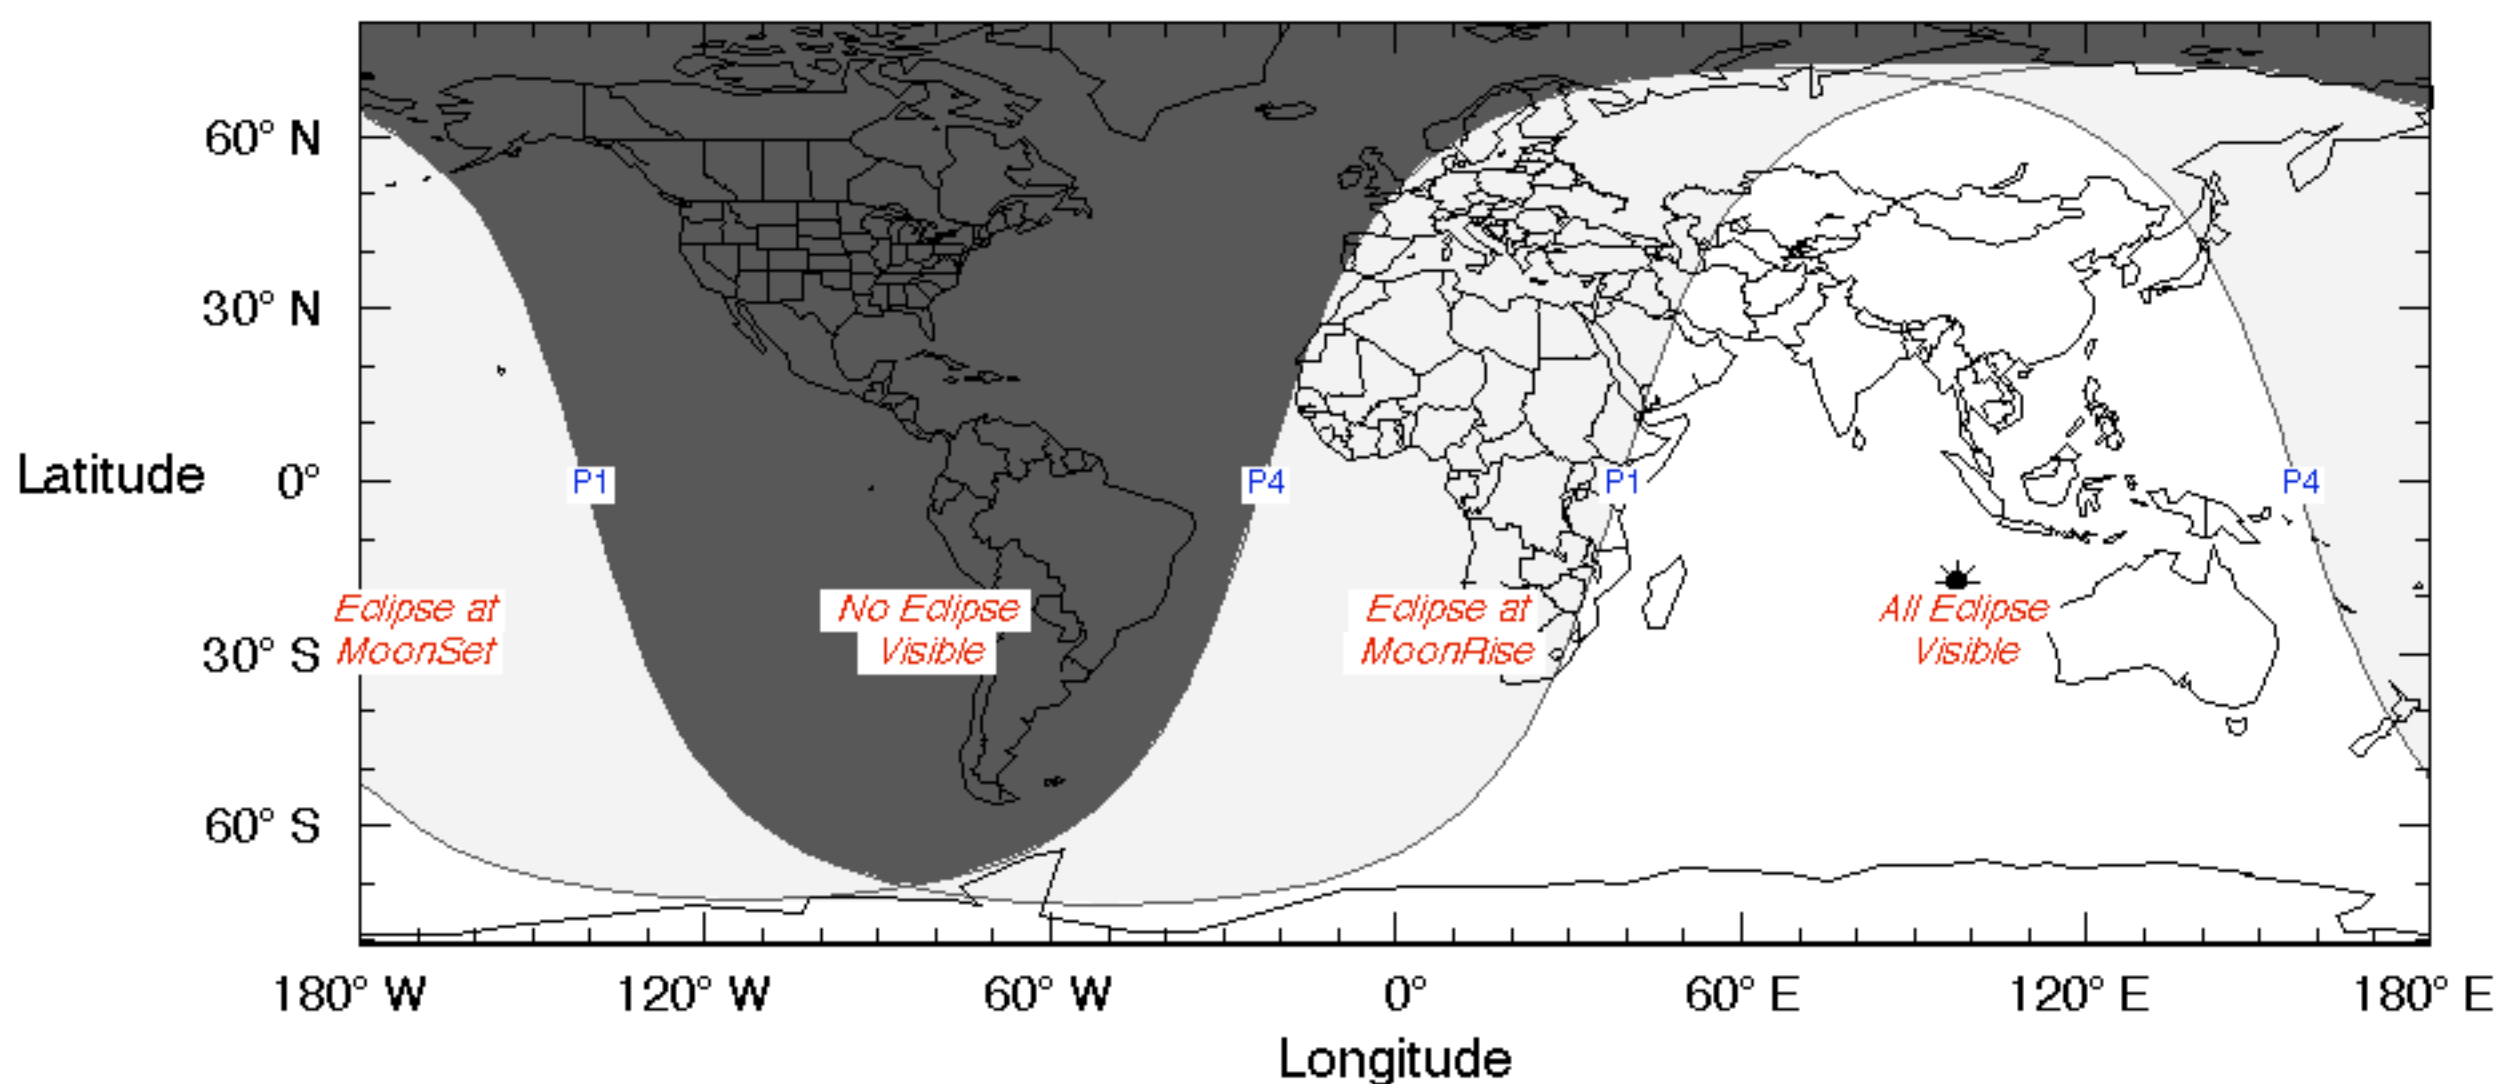 60° N
30° N
Latitude 0°
P1 P4 P1 P4
Eclipse at
MoonSet
No Eclipse
Visible
Eclipse at
MoonRise
All Eclipse
Visible
30° S
60° S
180° W 120° W 60° W 0° 60° E 120° E 180° E
Longitude